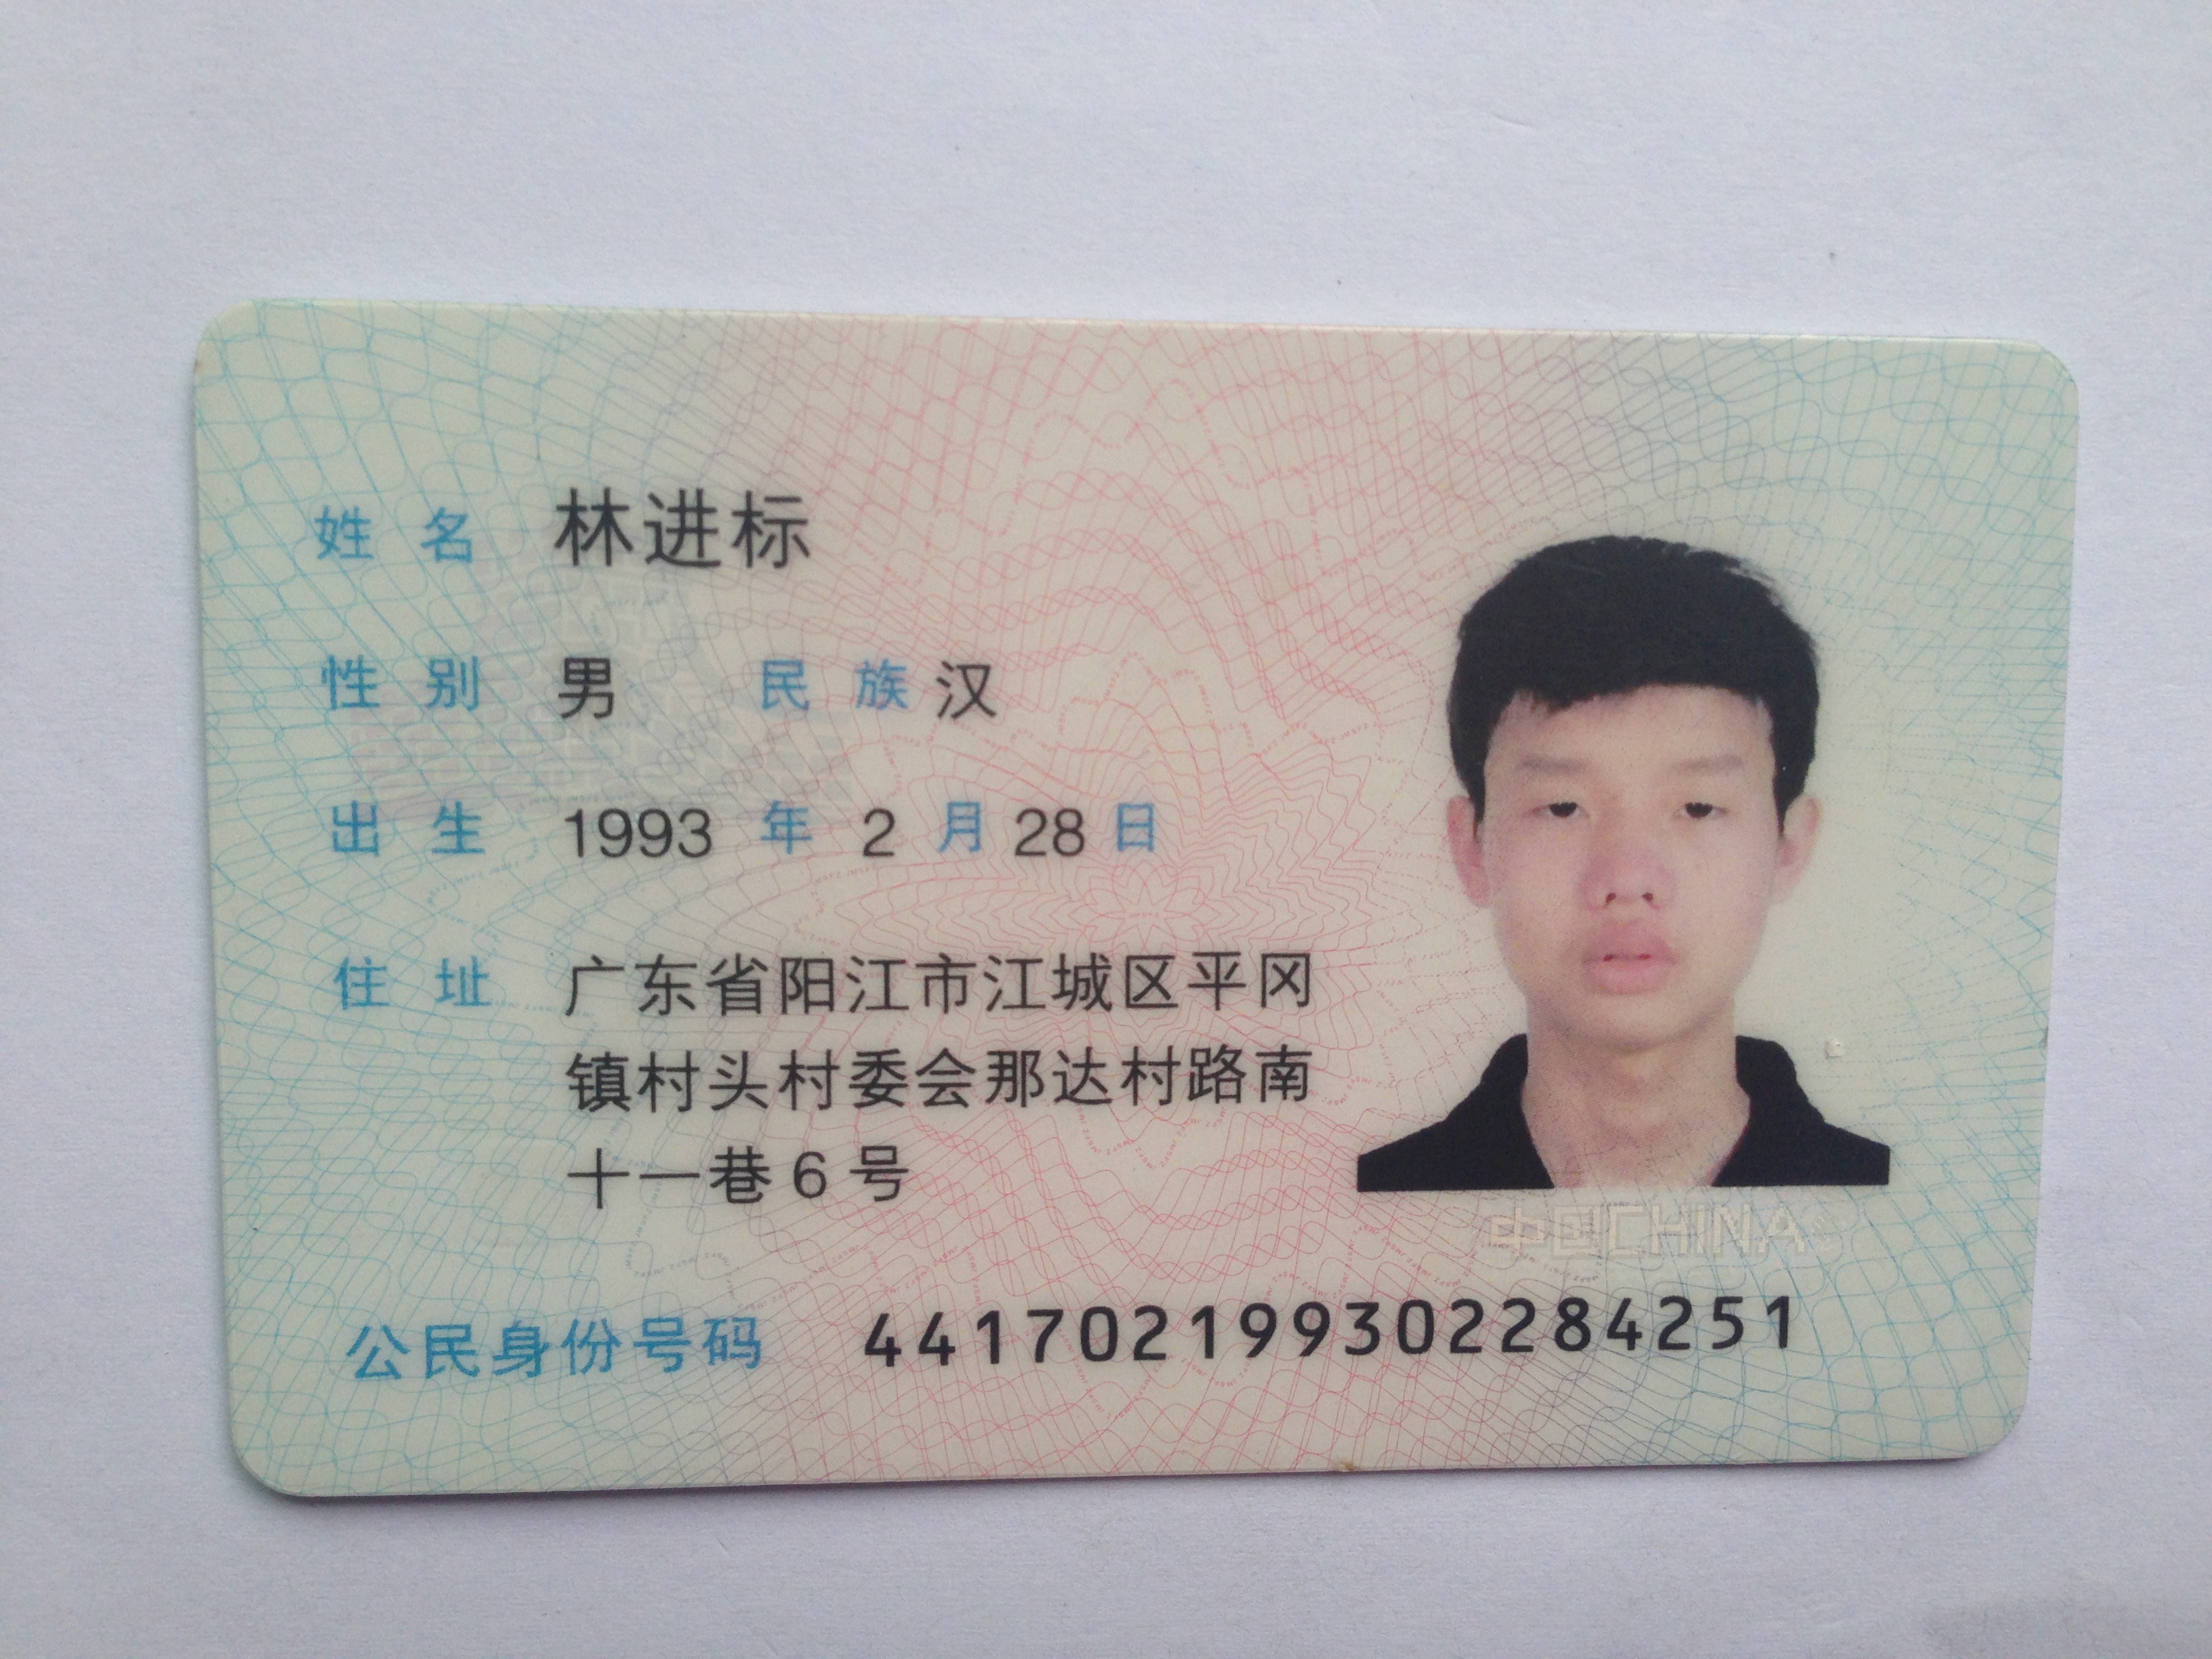 姓名 林进标
性别 男 民族 汉
出生 1993 年 2 月 28 日
住址 广东省阳江市江城区平冈
镇村头村委会那达村路南
十一巷6号
中国CHINA
公民身份号码 441702199302284251